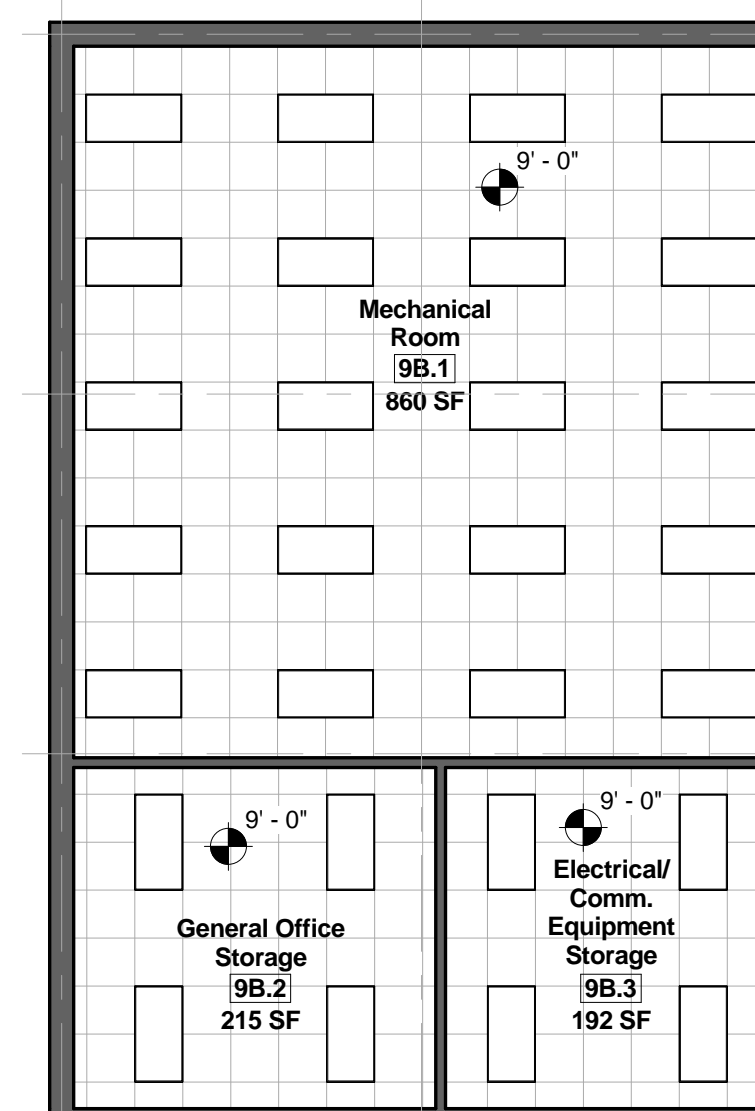 9' - 0"
Mechanical
Room
9B.1
860 SF
9' - 0"
General Office
Storage
9B.2
215 SF
9' - 0"
Electrical/
Comm.
Equipment
Storage
9B.3
192 SF